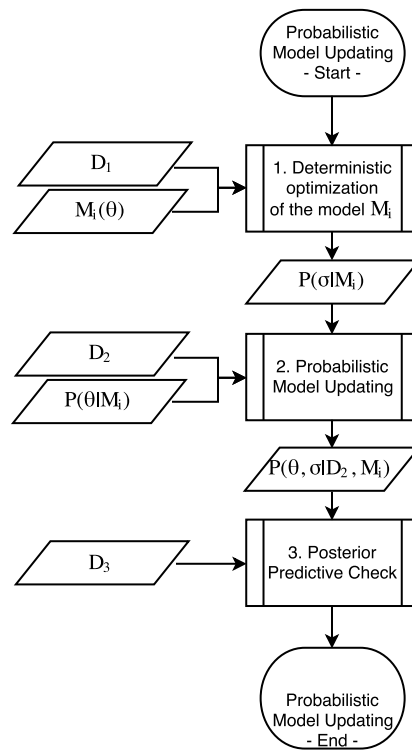 Probabilistic
Model Updating
- Start -
D₁
Mᵢ(θ)
1. Deterministic
optimization
of the model Mᵢ
P(σ|Mᵢ)
D₂
P(θ|Mᵢ)
2. Probabilistic
Model Updating
P(θ, σ|D₂, Mᵢ)
D₃
3. Posterior
Predictive Check
Probabilistic
Model Updating
- End -